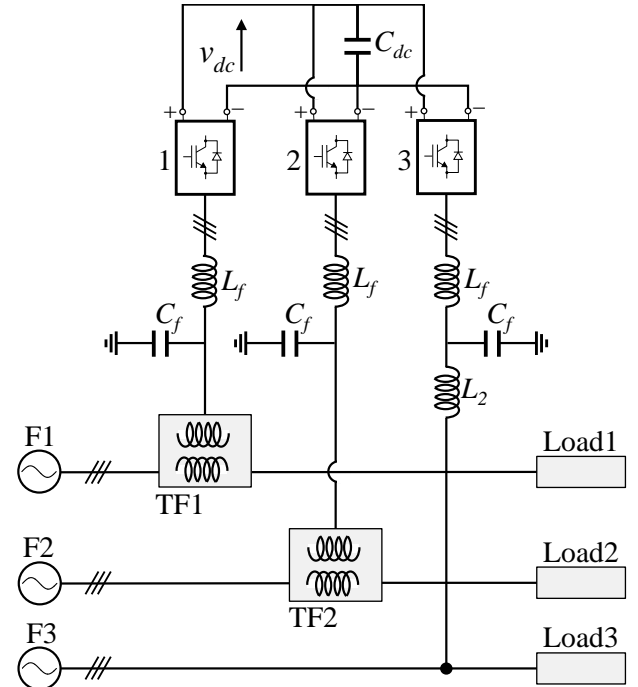 v_dc
C_dc
+ − + − + −
1 2 3
L_f L_f L_f
C_f C_f C_f
L_2
F1 Load1
TF1
F2 Load2
TF2
F3 Load3